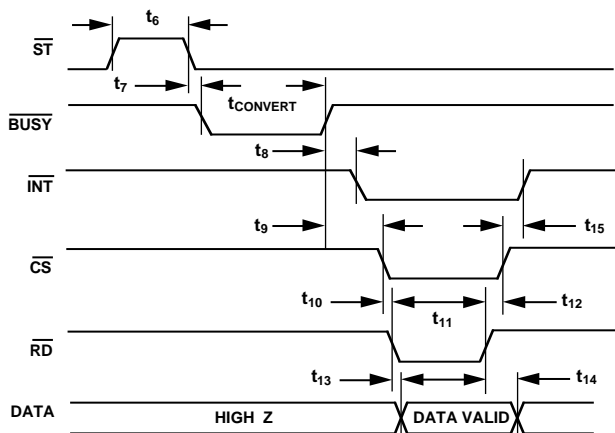 t6
ST
t7
tCONVERT
BUSY
t8
INT
t9
t15
CS
t10
t11
t12
RD
t13
t14
DATA
HIGH Z
DATA VALID